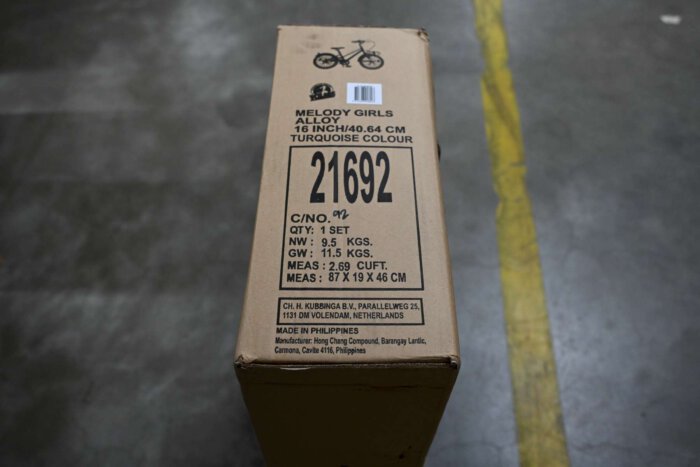 MELODY GIRLS
ALLOY
16 INCH/40.64 CM
TURQUOISE COLOUR
21692
C/NO. 92
QTY: 1 SET
NW : 9.5 KGS.
GW : 11.5 KGS.
MEAS : 2.69 CUFT.
MEAS : 87 X 19 X 46 CM
CH. H. KUBBINGA B.V., PARALLELWEG 25,
1131 DM VOLENDAM, NETHERLANDS
MADE IN PHILIPPINES
Manufacturer: Hong Chang Compound, Barangay Lantic,
Carmona, Cavite 4116, Philippines